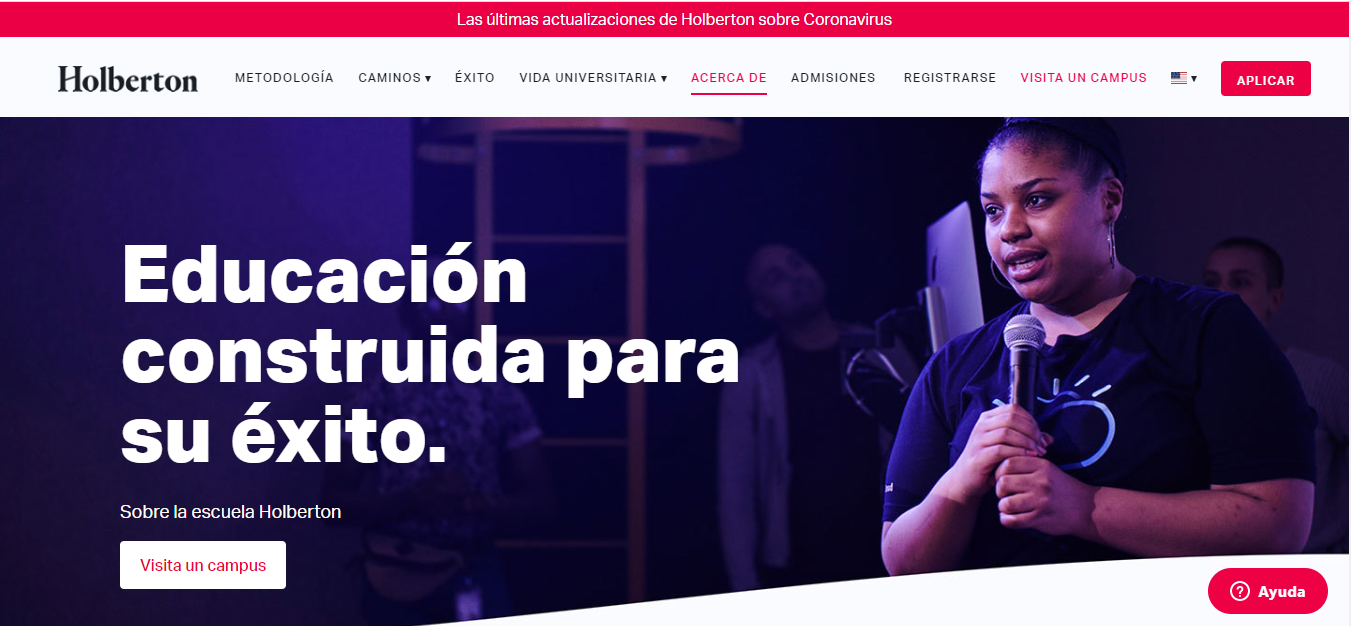 Las últimas actualizaciones de Holberton sobre Coronavirus
Holberton METODOLOGÍA CAMINOS ▾ ÉXITO VIDA UNIVERSITARIA ▾ ACERCA DE ADMISIONES REGISTRARSE VISITA UN CAMPUS ▾ APLICAR
Educación
construida para
su éxito.
Sobre la escuela Holberton
Visita un campus
Ayuda